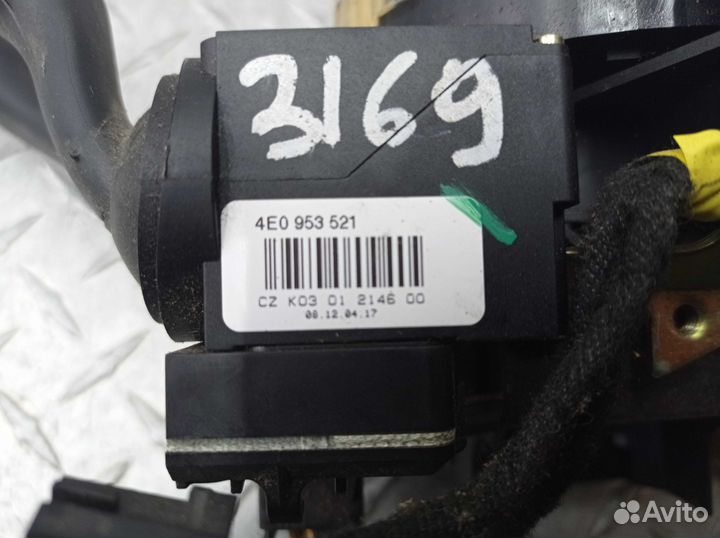 3169
4E0 953 521
CZ K03 01 2146 00
08.12.04.17
Avito